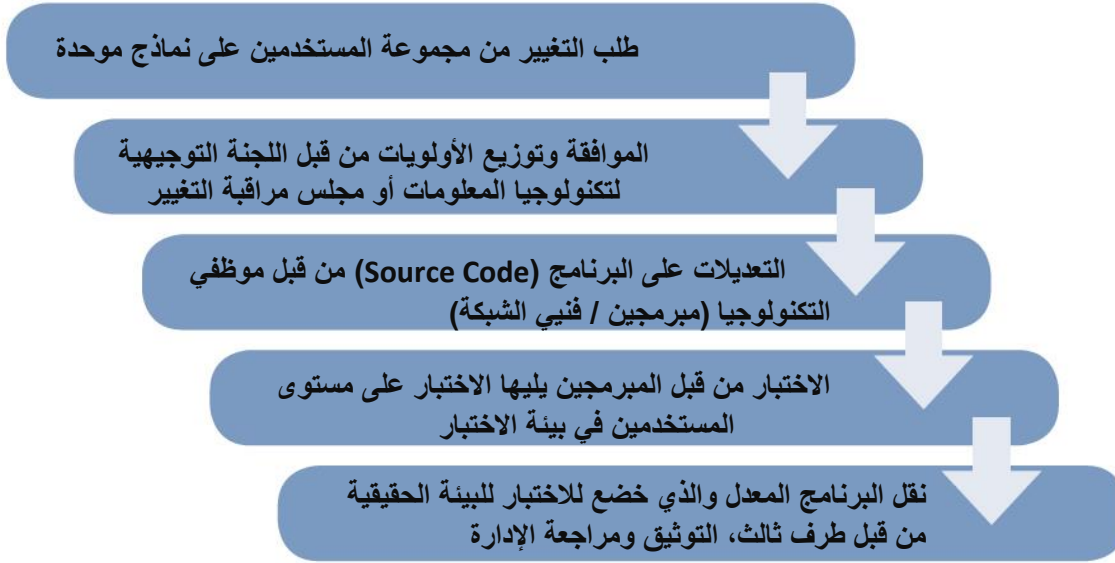 طلب التغيير من مجموعة المستخدمين على نماذج موحدة
الموافقة وتوزيع الأولويات من قبل اللجنة التوجيهية
لتكنولوجيا المعلومات أو مجلس مراقبة التغيير
التعديلات على البرنامج (Source Code) من قبل موظفي
التكنولوجيا (مبرمجين / فنيي الشبكة)
الاختبار من قبل المبرمجين يليها الاختبار على مستوى
المستخدمين في بيئة الاختبار
نقل البرنامج المعدل والذي خضع للاختبار للبيئة الحقيقية
من قبل طرف ثالث، التوثيق ومراجعة الإدارة